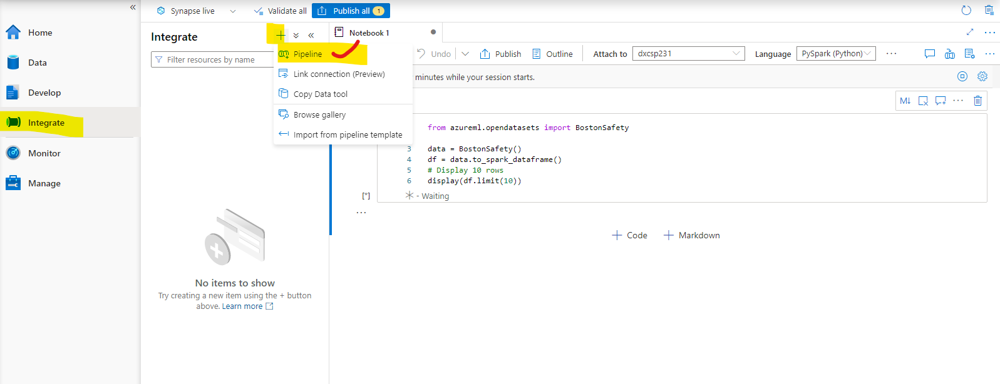 «
Synapse live
Validate all
Publish all 1
Home
Data
Develop
Integrate
Monitor
Manage
Integrate
+
«
Filter resources by name
Pipeline
Link connection (Preview)
Copy Data tool
Browse gallery
Import from pipeline template
No items to show
Try creating a new item using the + button
above. Learn more
Notebook 1
...
Undo
Publish
Outline
Attach to dxcsp231
Language PySpark (Python)
...
...
minutes while your session starts.
M↓
...
from azureml.opendatasets import BostonSafety
3 data = BostonSafety()
4 df = data.to_spark_dataframe()
5 # Display 10 rows
6 display(df.limit(10))
[*]
- Waiting
...
+ Code
+ Markdown